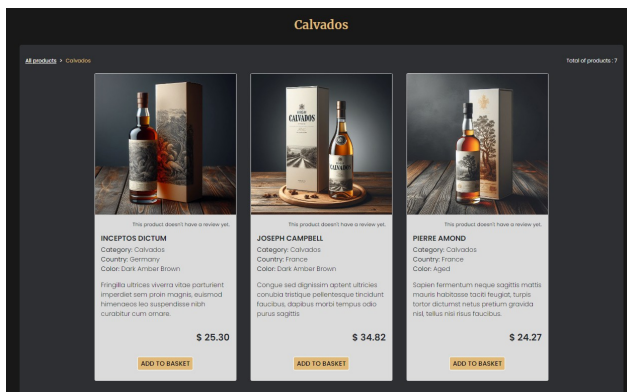 Calvados
All products > Calvados
Total of products : 7
CALVADOS
CALVADOS
This product doesn't have a review yet.
This product doesn't have a review yet.
This product doesn't have a review yet.
INCEPTOS DICTUM
Category: Calvados
Country: Germany
Color: Dark Amber Brown
Fringilla ultrices viverra vitae parturient
imperdiet sem proin magnis, euismod
himenaeos leo suspendisse nibh
curabitur cum ornare.
$ 25.30
ADD TO BASKET
JOSEPH CAMPBELL
Category: Calvados
Country: France
Color: Dark Amber Brown
Congue sed dignissim aptent ultricies
conubia tristique pellentesque tincidunt
faucibus, dapibus morbi tempus odio
purus sagittis
$ 34.82
ADD TO BASKET
PIERRE AMOND
Category: Calvados
Country: France
Color: Aged
Sapien fermentum neque sagittis mattis
mauris habitasse taciti feugiat, turpis
tortor dictumst netus pretium gravida
nisl, tellus nisi risus faucibus.
$ 24.27
ADD TO BASKET